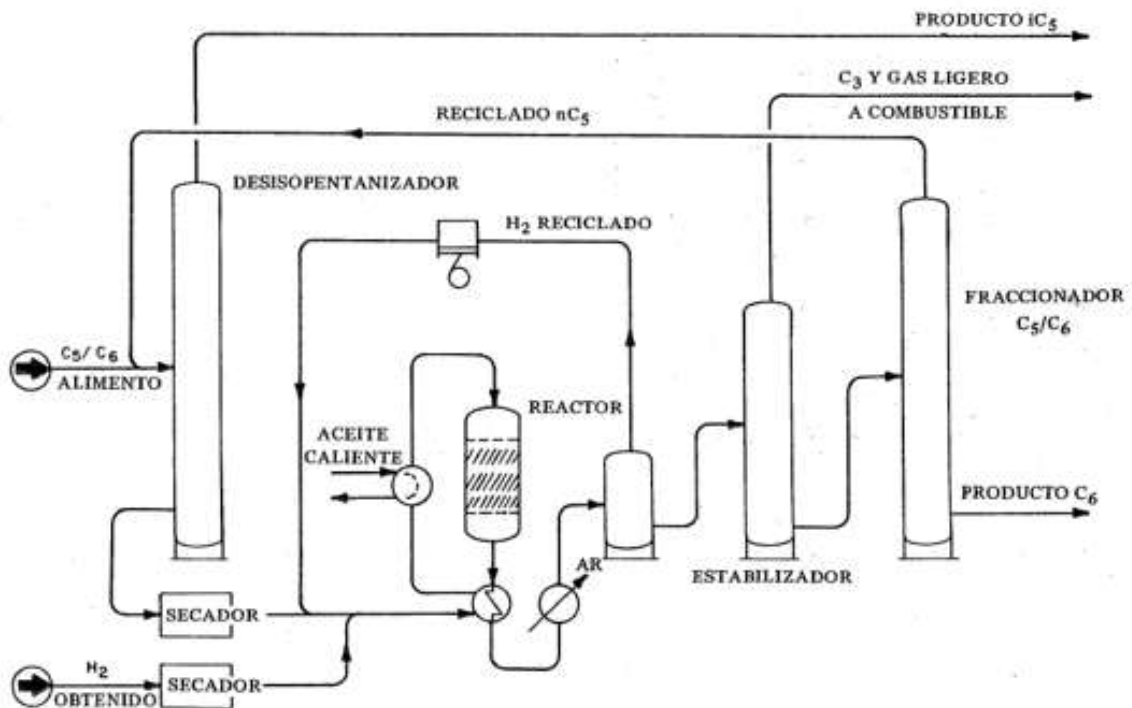 PRODUCTO iC5
C3 Y GAS LIGERO
A COMBUSTIBLE
RECICLADO nC5
DESISOPENTANIZADOR
H2 RECICLADO
FRACCIONADOR
C5/C6
C5/ C6
ALIMENTO
REACTOR
ACEITE
CALIENTE
PRODUCTO C6
AR
ESTABILIZADOR
SECADOR
H2
OBTENIDO
SECADOR